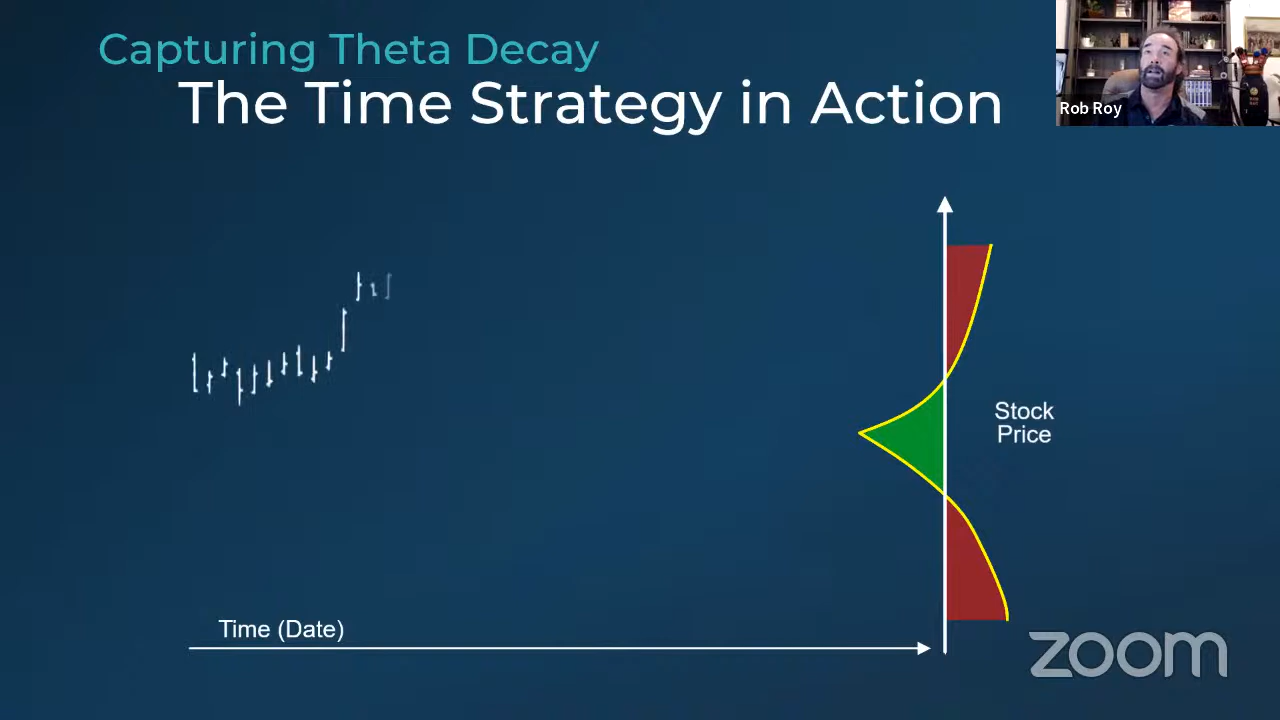 Capturing Theta Decay
The Time Strategy in Action
Rob Roy
Stock
Price
Time (Date)
zoom